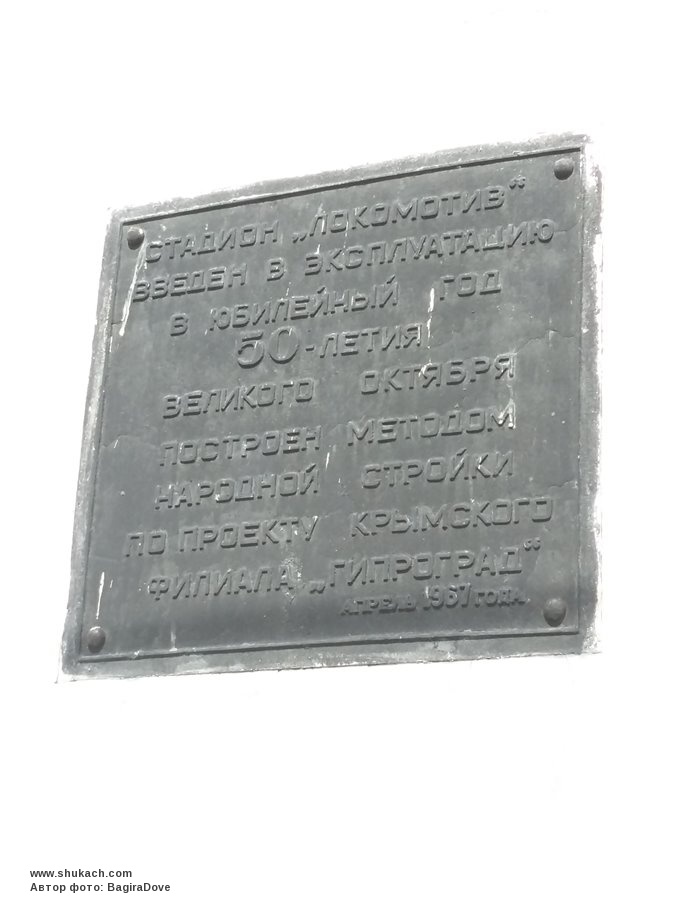 СТАДИОН „ЛОКОМОТИВ“
ВВЕДЕН В ЭКСПЛУАТАЦИЮ
В ЮБИЛЕЙНЫЙ ГОД
50-ЛЕТИЯ
ВЕЛИКОГО ОКТЯБРЯ
ПОСТРОЕН МЕТОДОМ
НАРОДНОЙ СТРОЙКИ
ПО ПРОЕКТУ КРЫМСКОГО
ФИЛИАЛА „ГИПРОГРАД“
АПРЕЛЬ 1967 ГОДА.
www.shukach.com
Автор фото: BagiraDove